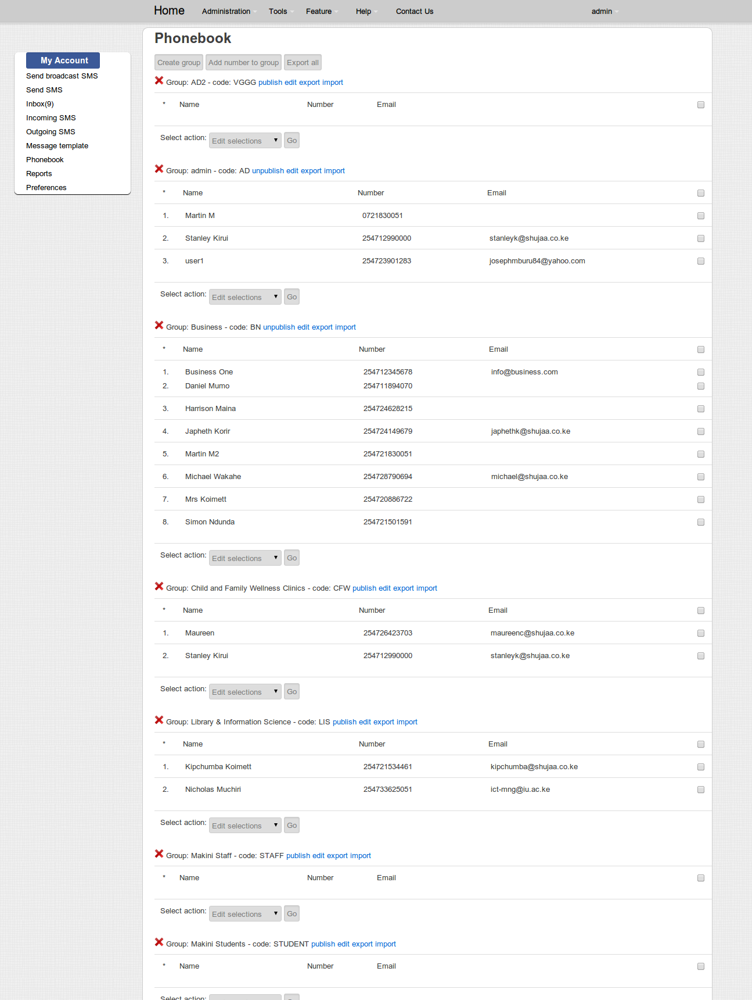 Home Administration Tools Feature Help Contact Us admin
Phonebook
My Account
Send broadcast SMS
Send SMS
Inbox(9)
Incoming SMS
Outgoing SMS
Message template
Phonebook
Reports
Preferences
Create group Add number to group Export all
Group: AD2 - code: VGGG publish edit export import
* Name Number Email
Select action: Edit selections Go
Group: admin - code: AD unpublish edit export import
* Name Number Email
1. Martin M 0721830051
2. Stanley Kirui 254712990000 stanleyk@shujaa.co.ke
3. user1 254723901283 josephmburu84@yahoo.com
Select action: Edit selections Go
Group: Business - code: BN unpublish edit export import
* Name Number Email
1. Business One 254712345678 info@business.com
2. Daniel Mumo 254711894070
3. Harrison Maina 254724628215
4. Japheth Korir 254724149679 japhethk@shujaa.co.ke
5. Martin M2 254721830051
6. Michael Wakahe 254728790694 michael@shujaa.co.ke
7. Mrs Koimett 254720886722
8. Simon Ndunda 254721501591
Select action: Edit selections Go
Group: Child and Family Wellness Clinics - code: CFW publish edit export import
* Name Number Email
1. Maureen 254726423703 maureenc@shujaa.co.ke
2. Stanley Kirui 254712990000 stanleyk@shujaa.co.ke
Select action: Edit selections Go
Group: Library & Information Science - code: LIS publish edit export import
* Name Number Email
1. Kipchumba Koimett 254721534461 kipchumba@shujaa.co.ke
2. Nicholas Muchiri 254733625051 ict-mng@iu.ac.ke
Select action: Edit selections Go
Group: Makini Staff - code: STAFF publish edit export import
* Name Number Email
Select action: Edit selections Go
Group: Makini Students - code: STUDENT publish edit export import
* Name Number Email
Select action: